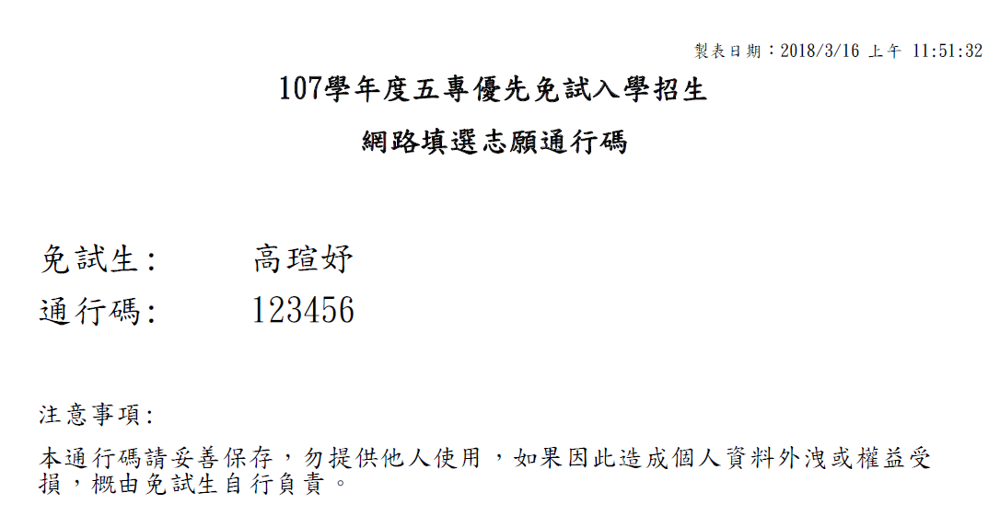 製表日期：2018/3/16 上午 11:51:32
107學年度五專優先免試入學招生
網路填選志願通行碼
免試生： 高瑄妤
通行碼： 123456
注意事項：
本通行碼請妥善保存，勿提供他人使用，如果因此造成個人資料外洩或權益受
損，概由免試生自行負責。